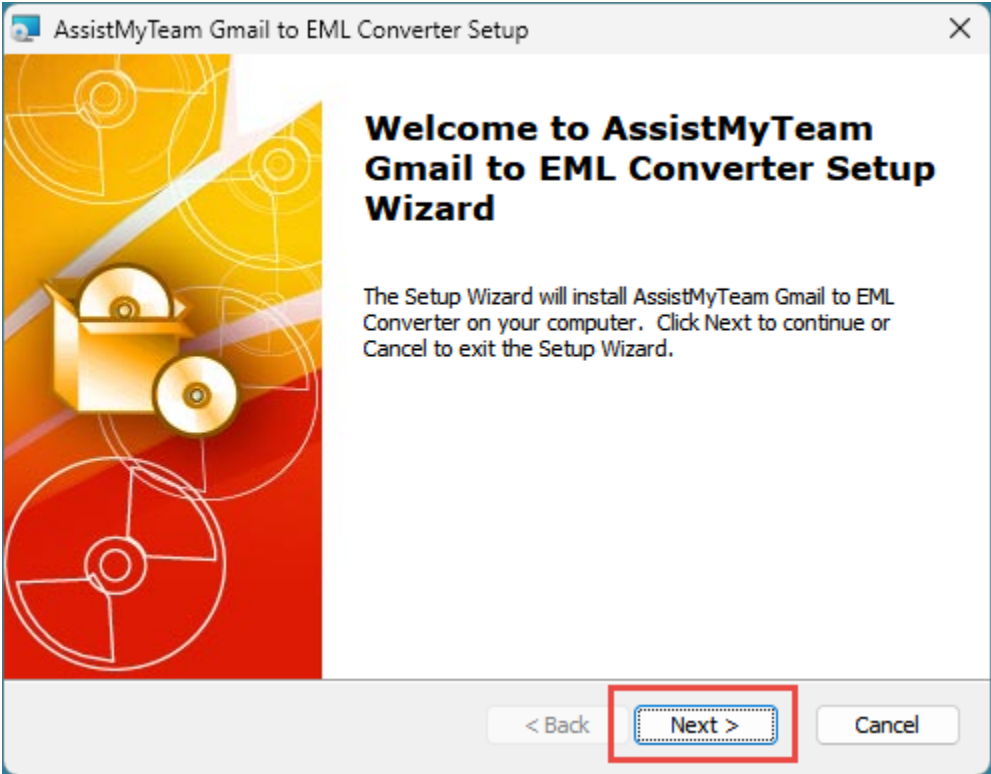 AssistMyTeam Gmail to EML Converter Setup
Welcome to AssistMyTeam
Gmail to EML Converter Setup
Wizard
The Setup Wizard will install AssistMyTeam Gmail to EML
Converter on your computer.  Click Next to continue or
Cancel to exit the Setup Wizard.
< Back
Next >
Cancel